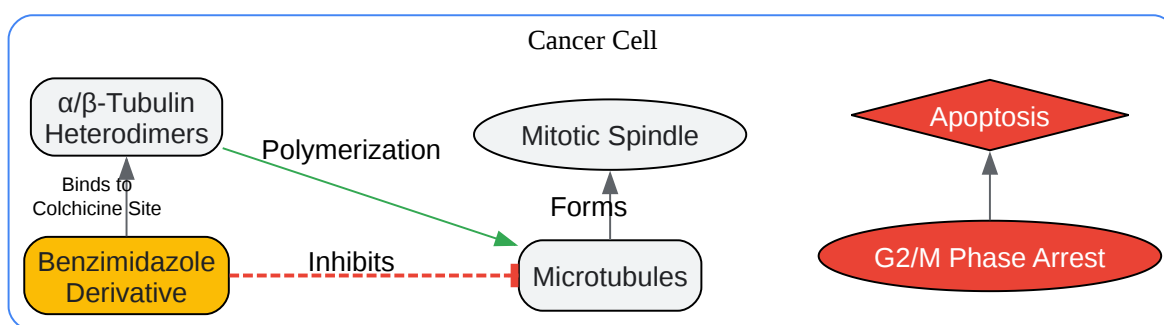 Cancer Cell
α/β-Tubulin
Heterodimers
Polymerization
Mitotic Spindle
Apoptosis
Binds to
Colchicine Site
Forms
Benzimidazole
Derivative
Inhibits
Microtubules
G2/M Phase Arrest